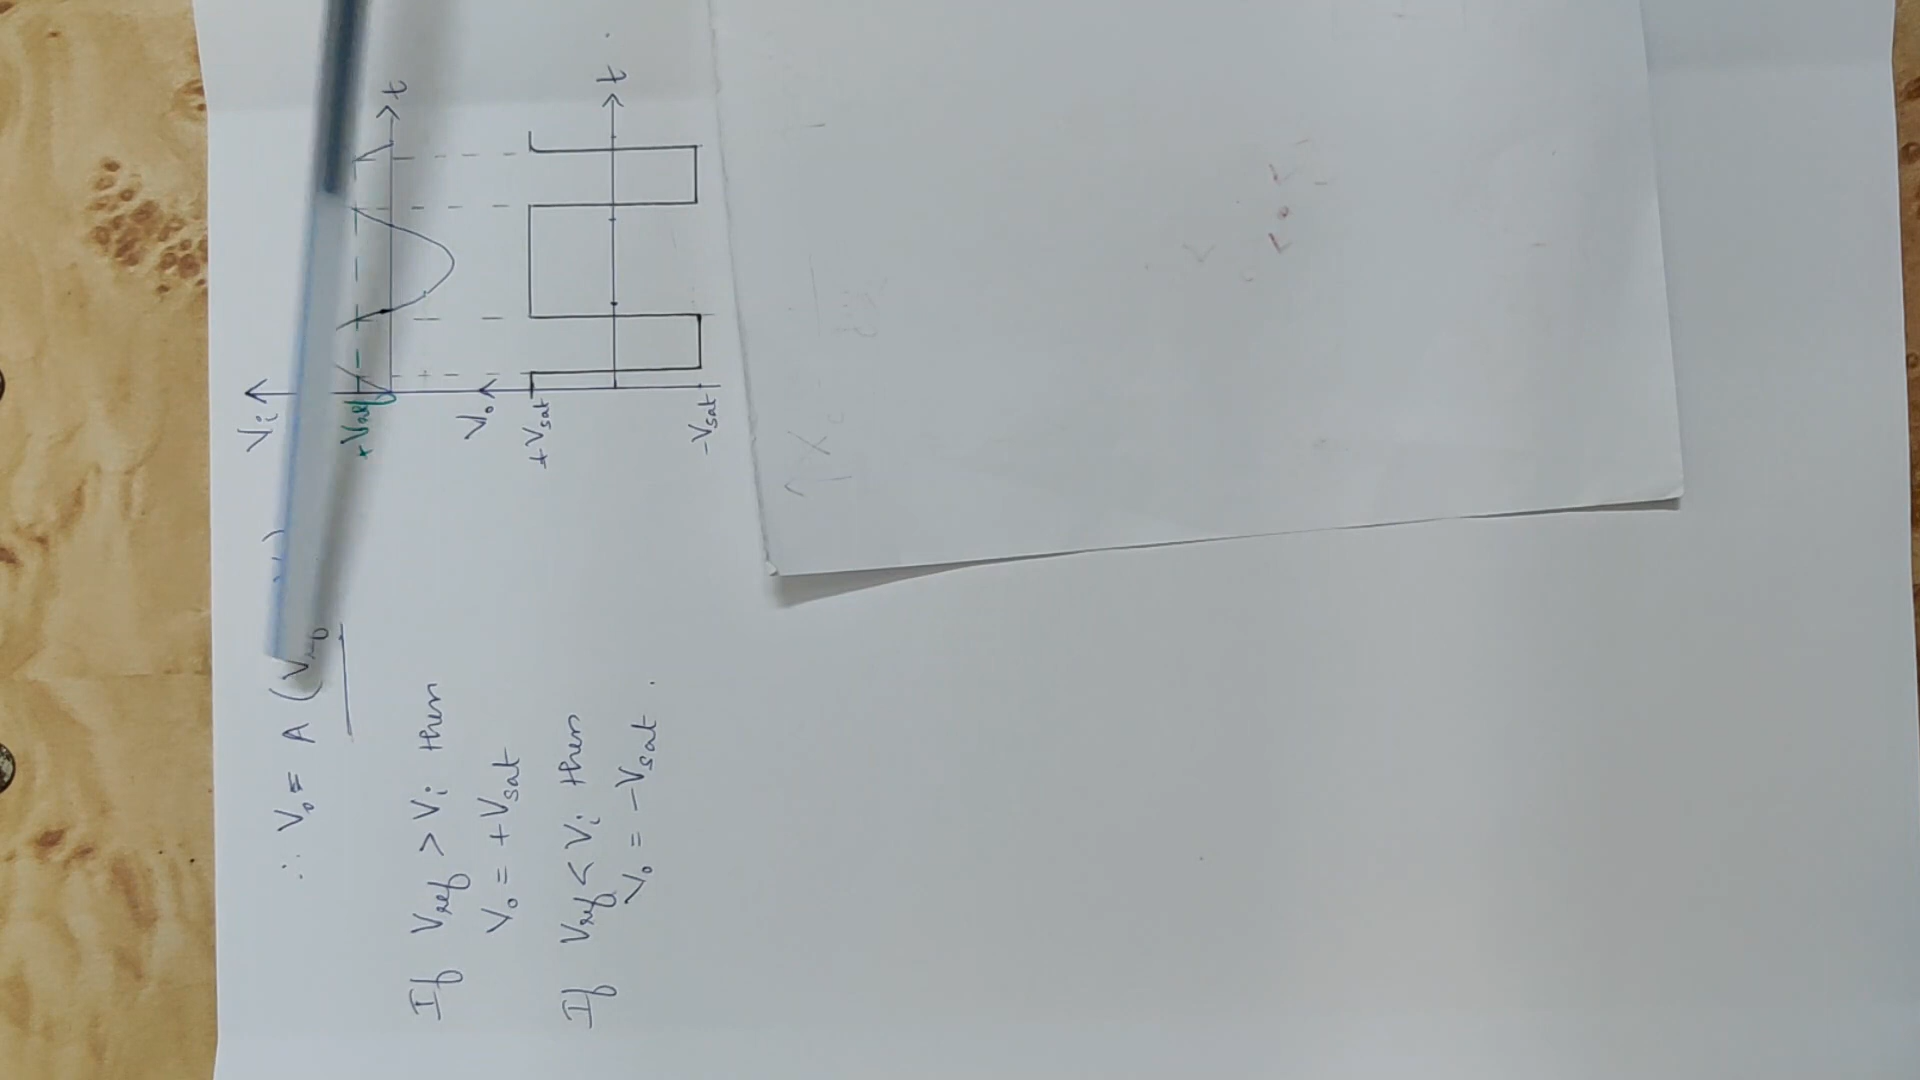 ∴ V₀ = A (V
If Vref > Vi then
V₀ = + Vsat
If Vref < Vi then
V₀ = − Vsat.
Vi
+Vref
t
V₀
+Vsat
t
-Vsat